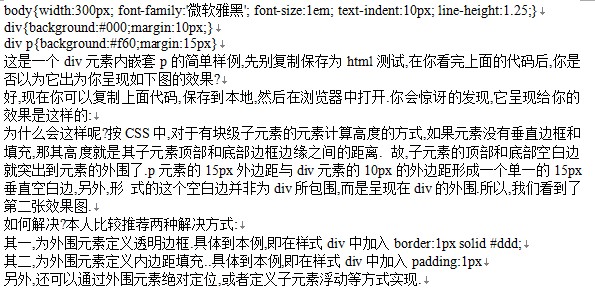 body{width:300px; font-family:'微软雅黑'; font-size:1em; text-indent:10px; line-height:1.25;}↓
div{background:#000;margin:10px;}↓
div p{background:#f60;margin:15px}↓
这是一个 div 元素内嵌套 p 的简单样例,先别复制保存为 html 测试,在你看完上面的代码后,你是
否以为它出为你呈现如下图的效果?↓
好,现在你可以复制上面代码,保存到本地,然后在浏览器中打开.你会惊讶的发现,它呈现给你的
效果是这样的:↓
为什么会这样呢?按 CSS 中,对于有块级子元素的元素计算高度的方式,如果元素没有垂直边框和
填充,那其高度就是其子元素顶部和底部边框边缘之间的距离. 故,子元素的顶部和底部空白边
就突出到元素的外围了.p 元素的 15px 外边距与 div 元素的 10px 的外边距形成一个单一的 15px
垂直空白边,另外,形 式的这个空白边并非为 div 所包围,而是呈现在 div 的外围.所以,我们看到了
第二张效果图.↓
如何解决?本人比较推荐两种解决方式:↓
其一,为外围元素定义透明边框.具体到本例,即在样式 div 中加入 border:1px solid #ddd;↓
其二,为外围元素定义内边距填充..具体到本例,即在样式 div 中加入 padding:1px↓
另外,还可以通过外围元素绝对定位,或者定义子元素浮动等方式实现.↓